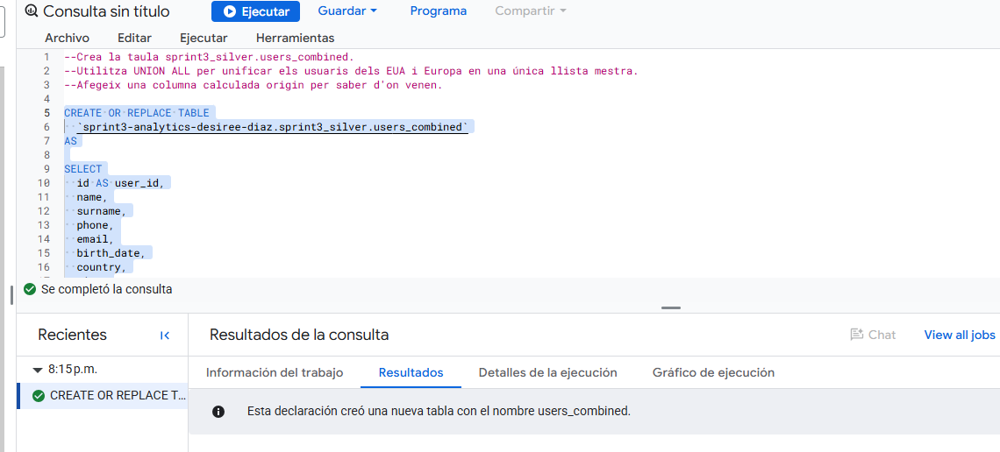 Consulta sin título
Ejecutar
Guardar
Programa
Compartir
Archivo
Editar
Ejecutar
Herramientas
1 --Crea la taula sprint3_silver.users_combined.
2 --Utilitza UNION ALL per unificar els usuaris dels EUA i Europa en una única llista mestra.
3 --Afegeix una columna calculada origin per saber d'on venen.
4
5 CREATE OR REPLACE TABLE
6 `sprint3-analytics-desiree-diaz.sprint3_silver.users_combined`
7 AS
8
9 SELECT
10 id AS user_id,
11 name,
12 surname,
13 phone,
14 email,
15 birth_date,
16 country,
Se completó la consulta
Recientes
Resultados de la consulta
Chat
View all jobs
8:15 p.m.
CREATE OR REPLACE T...
Información del trabajo
Resultados
Detalles de la ejecución
Gráfico de ejecución
Esta declaración creó una nueva tabla con el nombre users_combined.